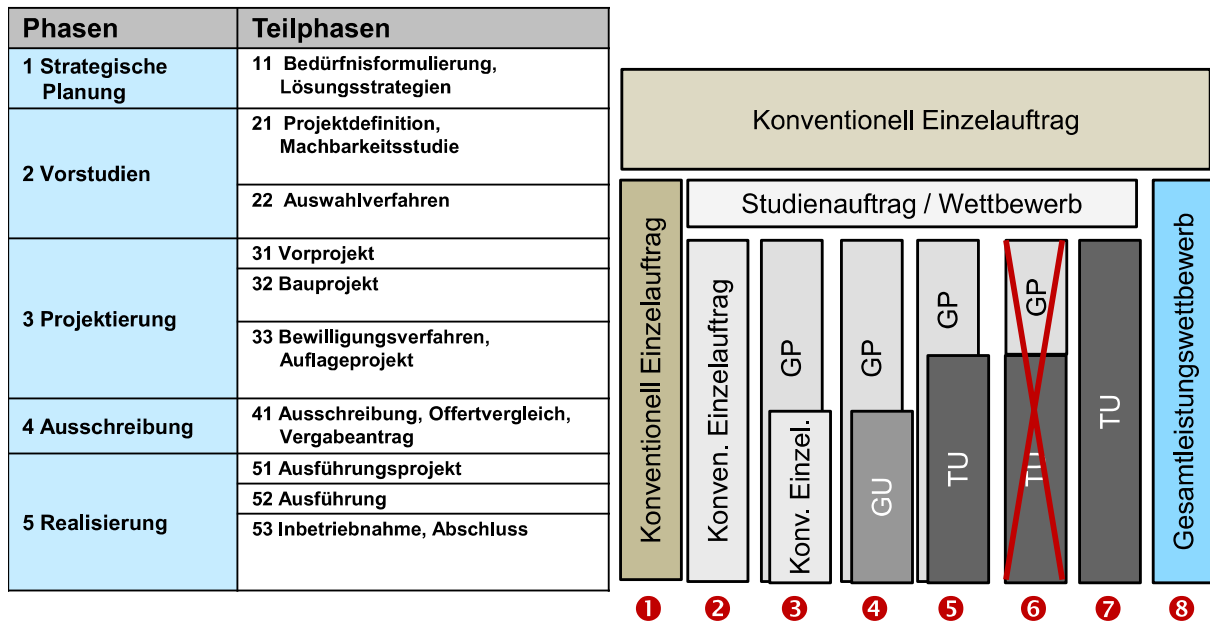 Phasen
Teilphasen
1 Strategische
Planung
11 Bedürfnisformulierung,
Lösungsstrategien
2 Vorstudien
21 Projektdefinition,
Machbarkeitsstudie
22 Auswahlverfahren
3 Projektierung
31 Vorprojekt
32 Bauprojekt
33 Bewilligungsverfahren,
Auflageprojekt
4 Ausschreibung
41 Ausschreibung, Offertvergleich,
Vergabeantrag
5 Realisierung
51 Ausführungsprojekt
52 Ausführung
53 Inbetriebnahme, Abschluss
Konventionell Einzelauftrag
Studienauftrag / Wettbewerb
Konventionell Einzelauftrag
Konven. Einzelauftrag
GP
Konv. Einzel.
GP
GU
GP
TU
GP
TU
TU
Gesamtleistungswettbewerb
1
2
3
4
5
6
7
8